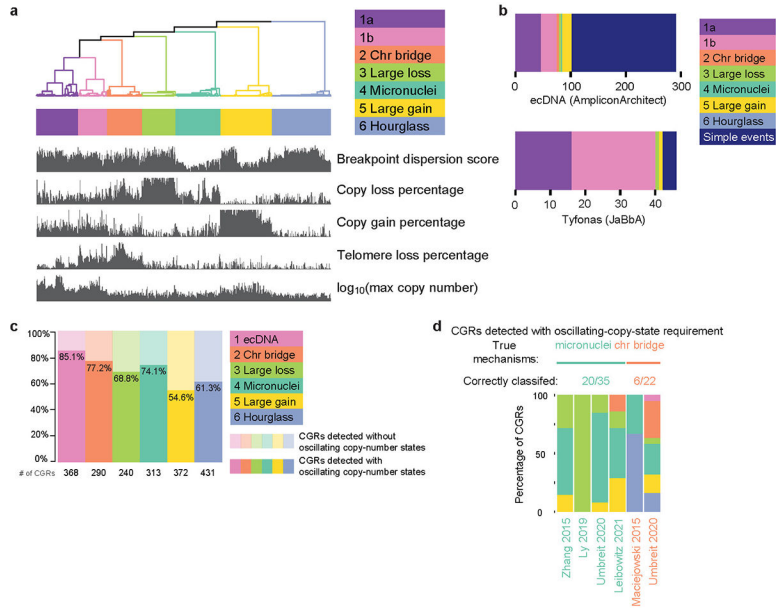 a
1a
1b
2 Chr bridge
3 Large loss
4 Micronuclei
5 Large gain
6 Hourglass
Breakpoint dispersion score
Copy loss percentage
Copy gain percentage
Telomere loss percentage
log10(max copy number)
b
0 100 200 300
ecDNA (AmpliconArchitect)
0 10 20 30 40
Tyfonas (JaBbA)
1a
1b
2 Chr bridge
3 Large loss
4 Micronuclei
5 Large gain
6 Hourglass
Simple events
c
100%
80%
60%
40%
20%
0%
85.1%
77.2%
68.8%
74.1%
54.6%
61.3%
# of CGRs 368 290 240 313 372 431
1 ecDNA
2 Chr bridge
3 Large loss
4 Micronuclei
5 Large gain
6 Hourglass
CGRs detected without
oscillating copy-number states
CGRs detected with
oscillating copy-number states
d
CGRs detected with oscillating-copy-state requirement
True micronuclei chr bridge
mechanisms:
Correctly classifed: 20/35 6/22
Percentage of CGRs
100
50
0
Zhang 2015
Ly 2019
Umbreit 2020
Leibowitz 2021
Maciejowski 2015
Umbreit 2020